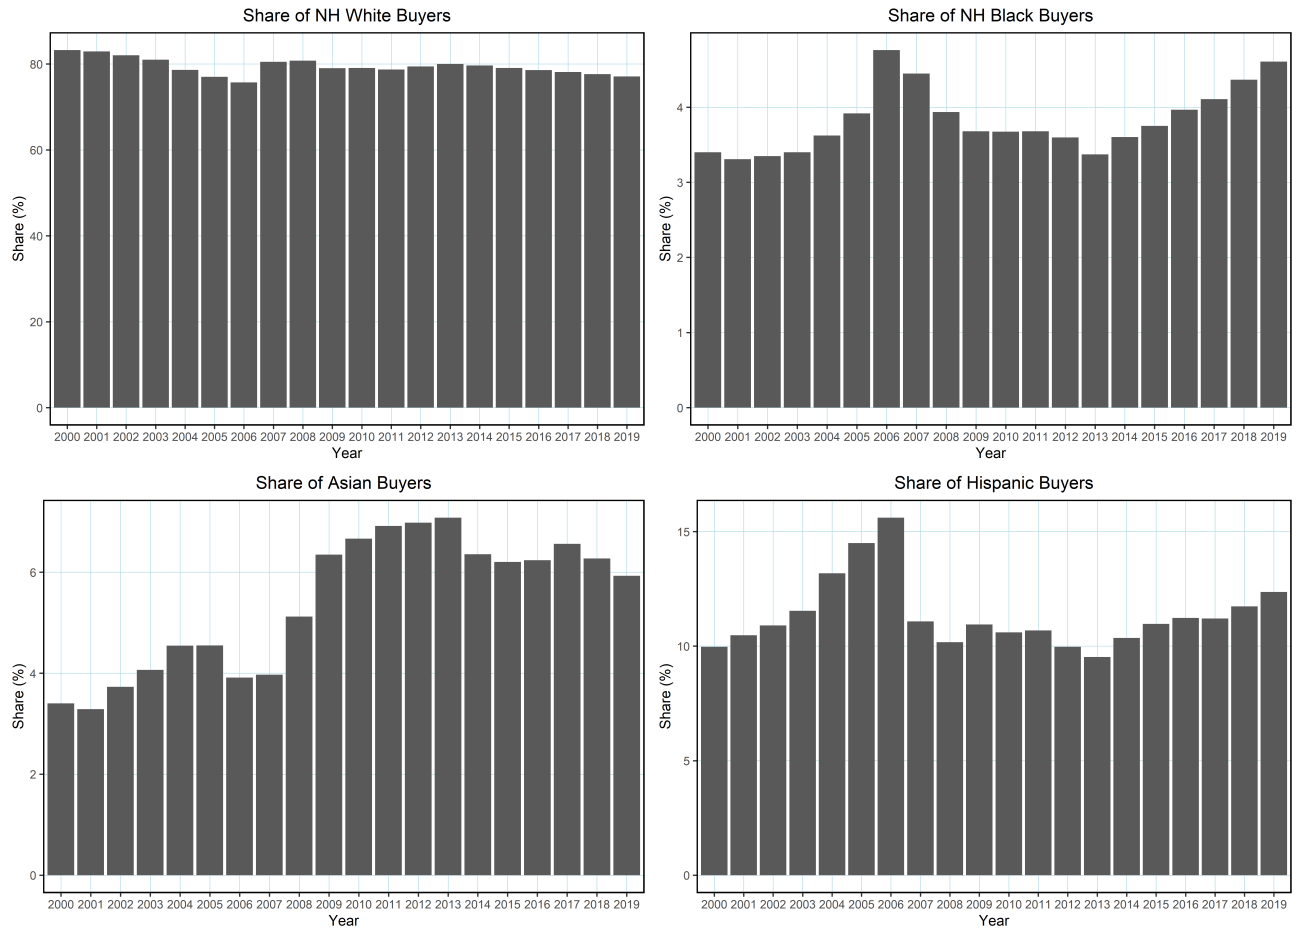 Share of NH White Buyers
Share (%)
80
60
40
20
0
2000 2001 2002 2003 2004 2005 2006 2007 2008 2009 2010 2011 2012 2013 2014 2015 2016 2017 2018 2019
Year
Share of NH Black Buyers
Share (%)
4
3
2
1
0
2000 2001 2002 2003 2004 2005 2006 2007 2008 2009 2010 2011 2012 2013 2014 2015 2016 2017 2018 2019
Year
Share of Asian Buyers
Share (%)
6
4
2
0
2000 2001 2002 2003 2004 2005 2006 2007 2008 2009 2010 2011 2012 2013 2014 2015 2016 2017 2018 2019
Year
Share of Hispanic Buyers
Share (%)
15
10
5
0
2000 2001 2002 2003 2004 2005 2006 2007 2008 2009 2010 2011 2012 2013 2014 2015 2016 2017 2018 2019
Year